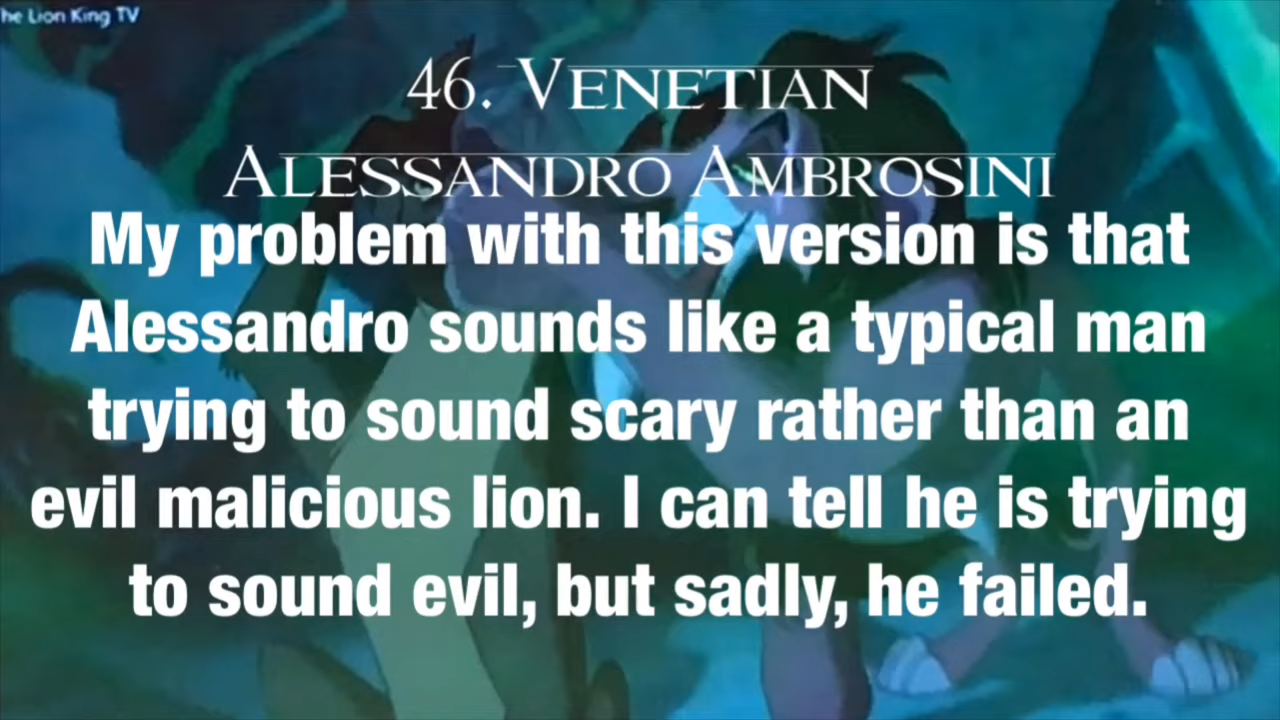 he Lion King TV
46. Venetian
Alessandro Ambrosini
My problem with this version is that
Alessandro sounds like a typical man
trying to sound scary rather than an
evil malicious lion. I can tell he is trying
to sound evil, but sadly, he failed.